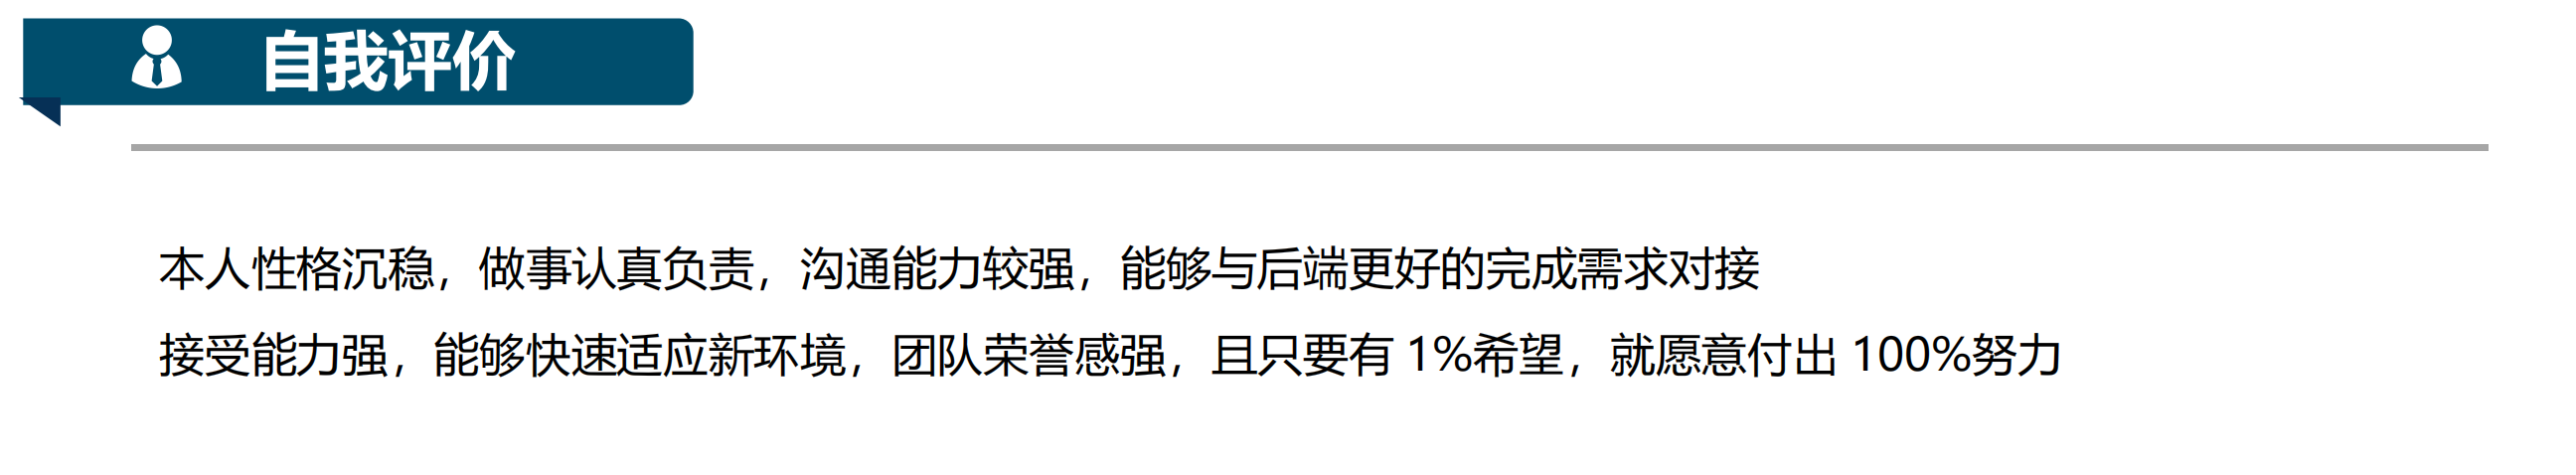 自我评价
本人性格沉稳，做事认真负责，沟通能力较强，能够与后端更好的完成需求对接
接受能力强，能够快速适应新环境，团队荣誉感强，且只要有 1%希望，就愿意付出 100%努力